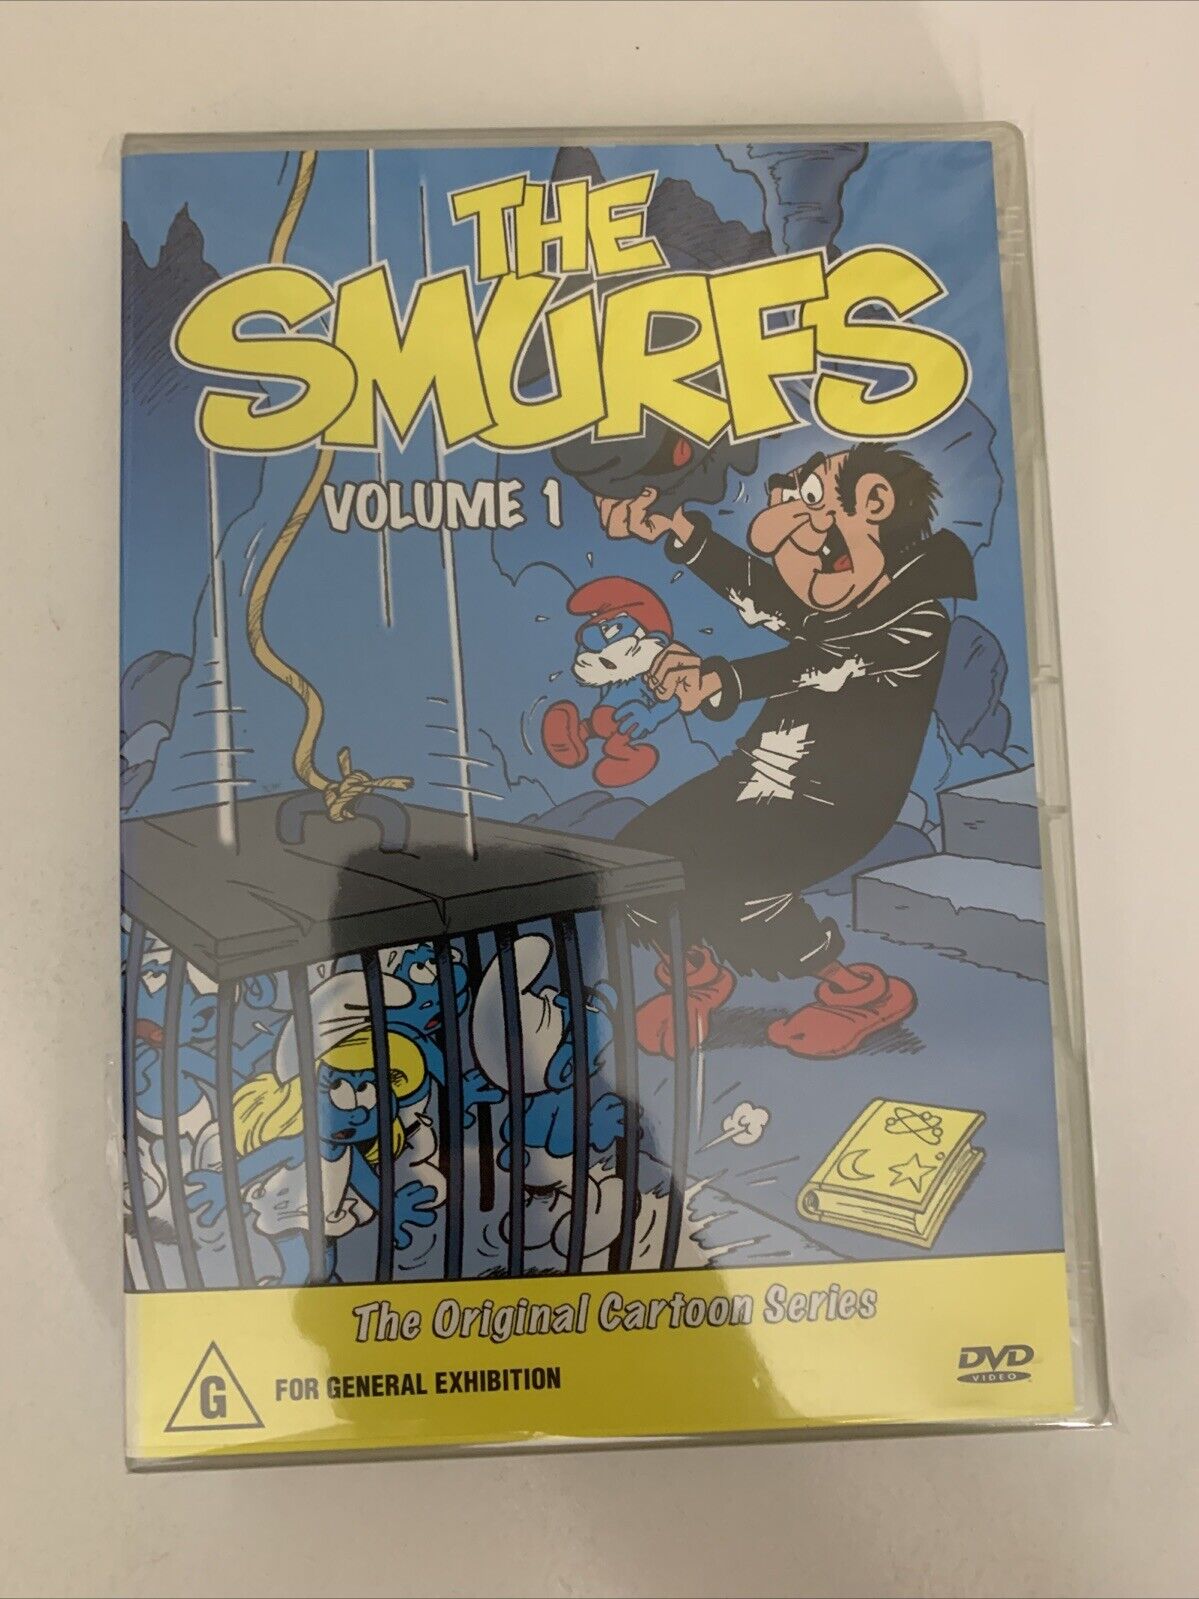 THE
SMURFS
VOLUME 1
The Original Cartoon Series
G FOR GENERAL EXHIBITION
DVD
VIDEO